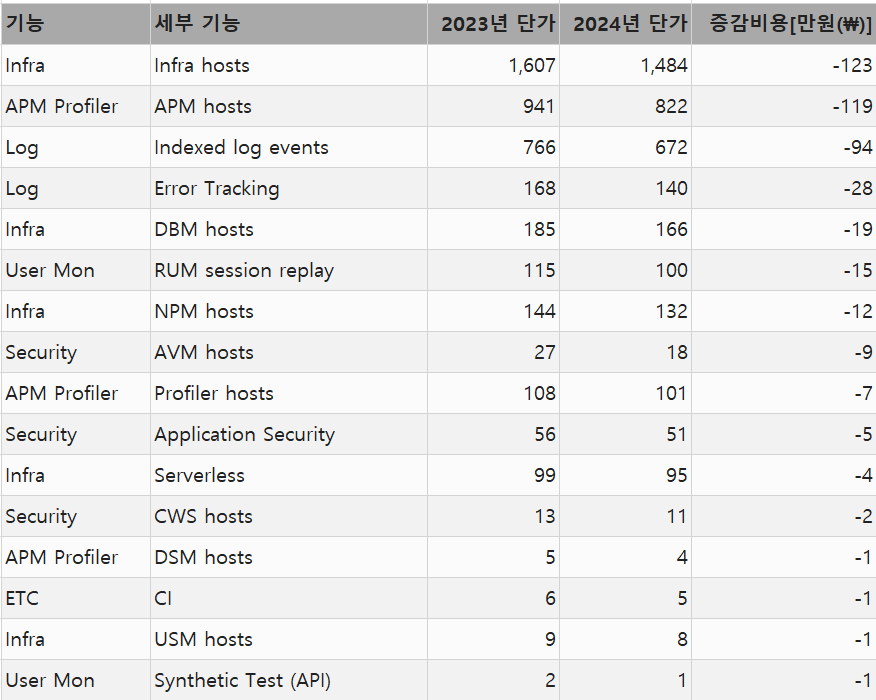 기능 세부 기능 2023년 단가 2024년 단가 증감비용[만원(₩)]
Infra Infra hosts 1,607 1,484 -123
APM Profiler APM hosts 941 822 -119
Log Indexed log events 766 672 -94
Log Error Tracking 168 140 -28
Infra DBM hosts 185 166 -19
User Mon RUM session replay 115 100 -15
Infra NPM hosts 144 132 -12
Security AVM hosts 27 18 -9
APM Profiler Profiler hosts 108 101 -7
Security Application Security 56 51 -5
Infra Serverless 99 95 -4
Security CWS hosts 13 11 -2
APM Profiler DSM hosts 5 4 -1
ETC CI 6 5 -1
Infra USM hosts 9 8 -1
User Mon Synthetic Test (API) 2 1 -1